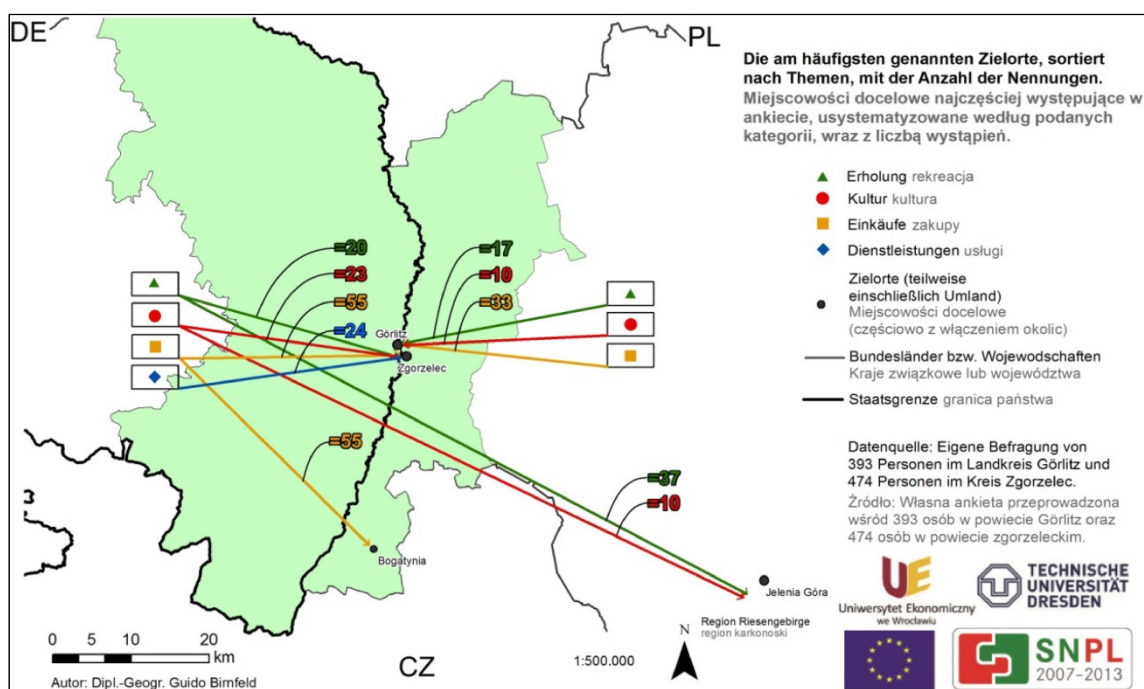 DE
PL
Die am häufigsten genannten Zielorte, sortiert
nach Themen, mit der Anzahl der Nennungen.
Miejscowości docelowe najczęściej występujące w
ankiecie, usystematyzowane według podanych
kategorii, wraz z liczbą wystąpień.
Erholung rekreacja
Kultur kultura
Einkäufe zakupy
Dienstleistungen usługi
Zielorte (teilweise
einschließlich Umland)
Miejscowości docelowe
(częściowo z włączeniem okolic)
Bundesländer bzw. Wojewodschaften
Kraje związkowe lub województwa
Staatsgrenze granica państwa
Datenquelle: Eigene Befragung von
393 Personen im Landkreis Görlitz und
474 Personen im Kreis Zgorzelec.
Źródło: Własna ankieta przeprowadzona
wśród 393 osób w powiecie Görlitz oraz
474 osób w powiecie zgorzeleckim.
=20
=23
=55
=24
=17
=10
=33
Görlitz
Zgorzelec
=55
=37
=10
Bogatynia
Jelenia Góra
Region Riesengebirge
region karkonoski
0 5 10 20
km
Autor: Dipl.-Geogr. Guido Birnfeld
CZ
1:500.000
N
UE
Uniwersytet Ekonomiczny
we Wrocławiu
TECHNISCHE
UNIVERSITÄT
DRESDEN
SNPL
2007-2013